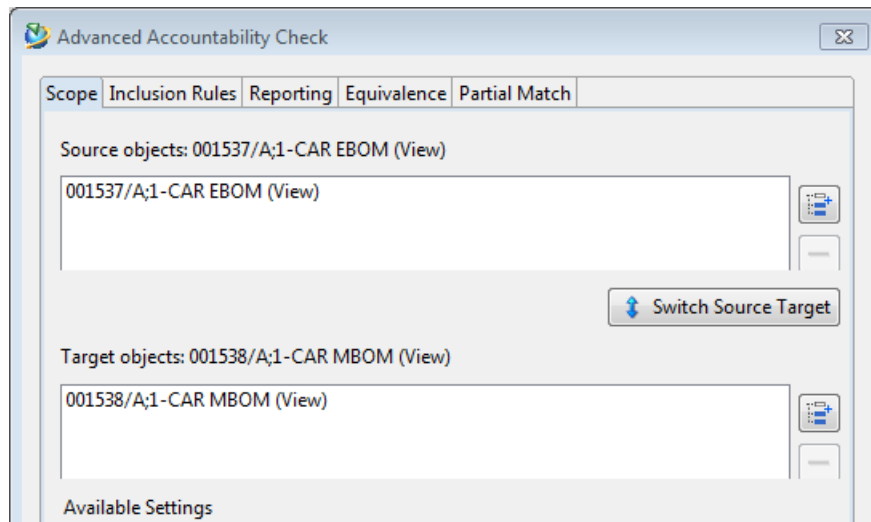 Advanced Accountability Check
Scope Inclusion Rules Reporting Equivalence Partial Match
Source objects: 001537/A;1-CAR EBOM (View)
001537/A;1-CAR EBOM (View)
Switch Source Target
Target objects: 001538/A;1-CAR MBOM (View)
001538/A;1-CAR MBOM (View)
Available Settings